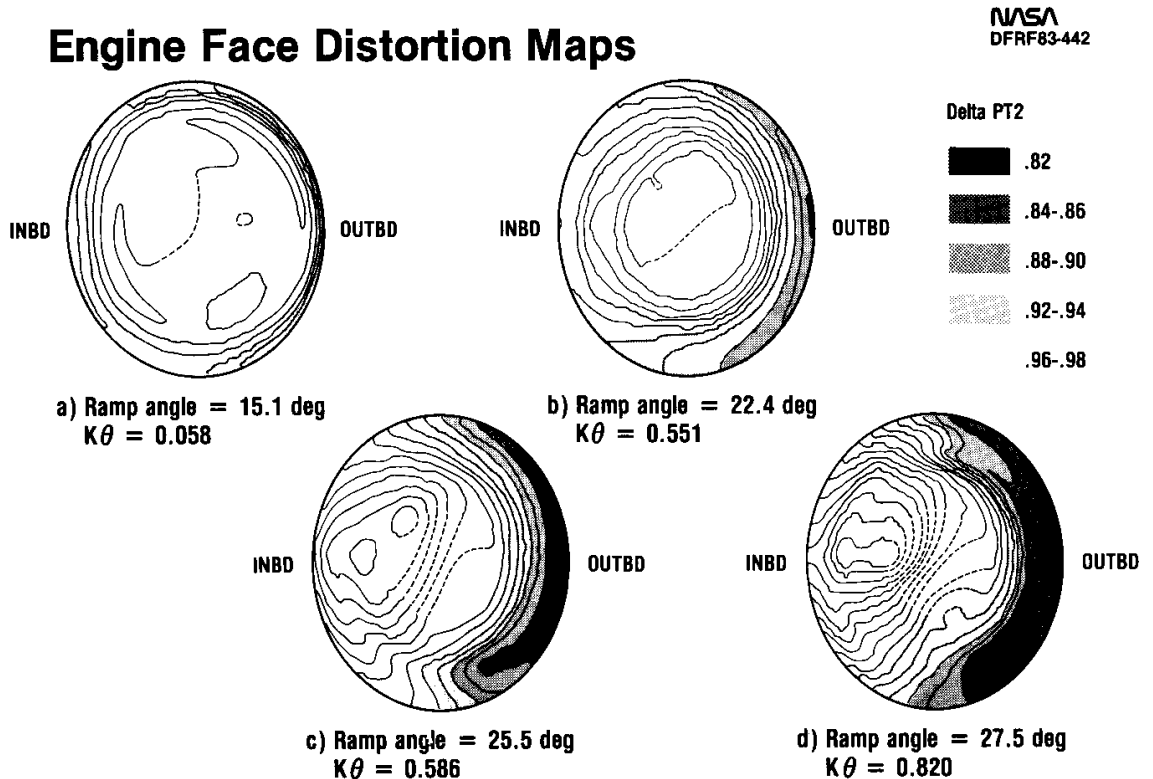 Engine Face Distortion Maps
NASA
DFRF83-442
Delta PT2
.82
.84-.86
.88-.90
.92-.94
.96-.98
INBD
OUTBD
a) Ramp angle = 15.1 deg
Kθ = 0.058
INBD
OUTBD
b) Ramp angle = 22.4 deg
Kθ = 0.551
INBD
OUTBD
c) Ramp angle = 25.5 deg
Kθ = 0.586
INBD
OUTBD
d) Ramp angle = 27.5 deg
Kθ = 0.820